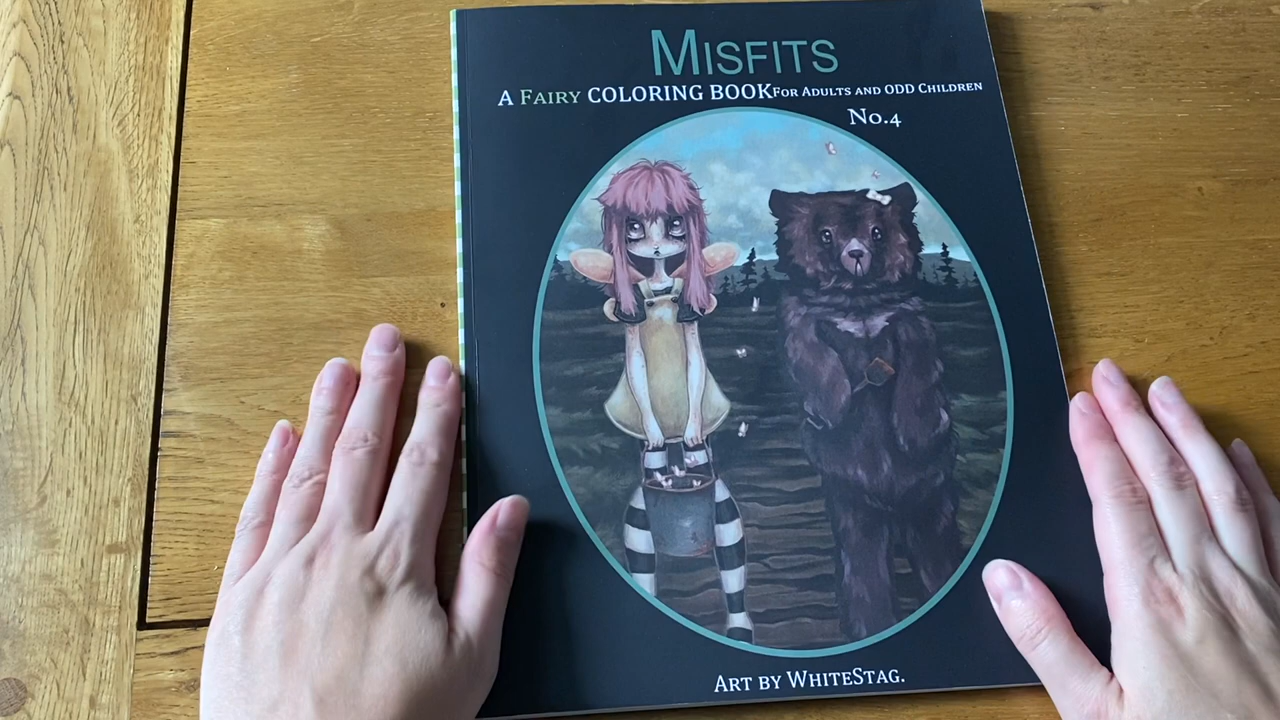 MISFITS
A FAIRY COLORING BOOK FOR ADULTS AND ODD CHILDREN
No.4
ART BY WHITESTAG.